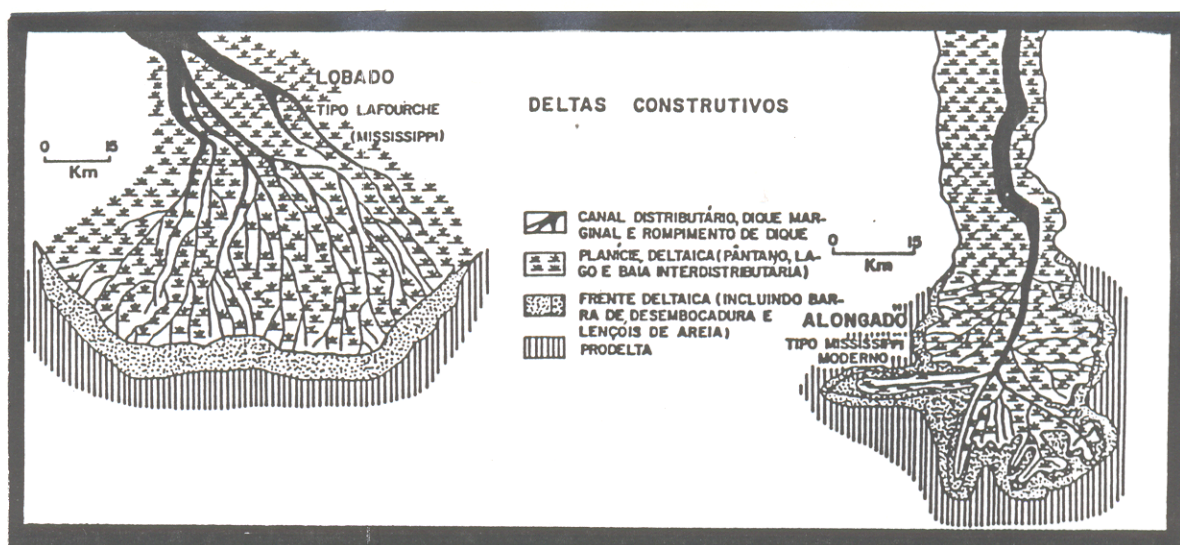 LOBADO
TIPO LAFOURCHE
(MISSISSIPPI)
0 15
Km
DELTAS CONSTRUTIVOS
CANAL DISTRIBUTÁRIO, DIQUE MAR-
GINAL E ROMPIMENTO DE DIQUE
PLANÍCIE, DELTAICA (PÂNTANO, LA-
GO E BAIA INTERDISTRIBUTÁRIA)
FRENTE DELTAICA (INCLUINDO BAR-
RA DE DESEMBOCADURA E
LENÇÓIS DE AREIA)
PRODELTA
0 15
Km
ALONGADO
TIPO MISSISSIPPI
MODERNO